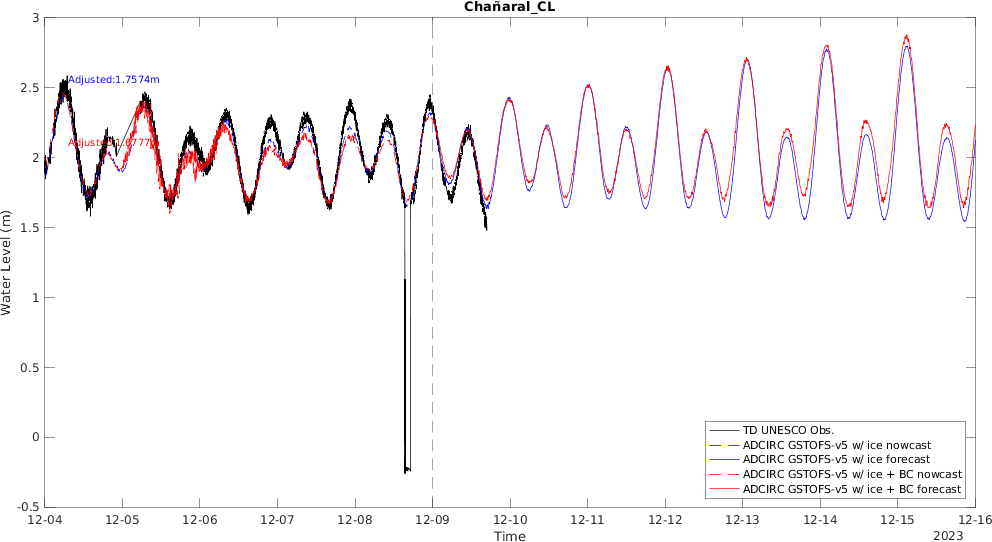 Chañaral_CL
3
2.5
2
1.5
1
0.5
0
-0.5
Water Level (m)
Adjusted:1.7574m
Adjusted:1.6777m
TD UNESCO Obs.
ADCIRC GSTOFS-v5 w/ ice nowcast
ADCIRC GSTOFS-v5 w/ ice forecast
ADCIRC GSTOFS-v5 w/ ice + BC nowcast
ADCIRC GSTOFS-v5 w/ ice + BC forecast
12-04 12-05 12-06 12-07 12-08 12-09 12-10 12-11 12-12 12-13 12-14 12-15 12-16
Time
2023